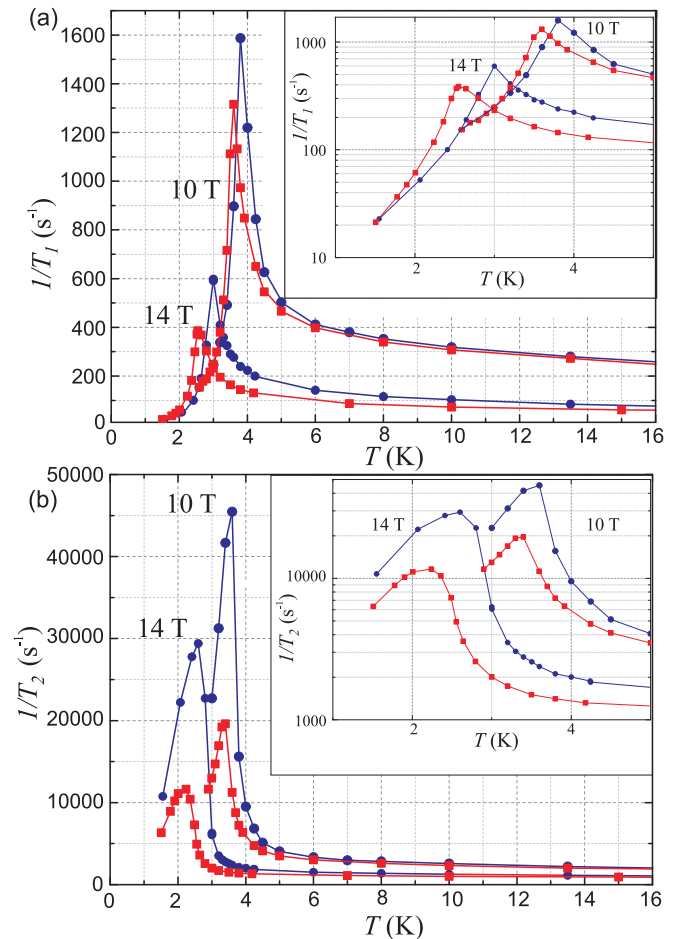 (a)
1600
1400
1200
1000
800
600
400
200
0
1/T₁ (s⁻¹)
10 T
14 T
0 2 4 6 8 10 12 14 16
T (K)
1000
100
10
1/T₁ (s⁻¹)
14 T
10 T
2 4
T (K)
(b)
50000
40000
30000
20000
10000
0
1/T₂ (s⁻¹)
10 T
14 T
0 2 4 6 8 10 12 14 16
T (K)
10000
1000
1/T₂ (s⁻¹)
14 T
10 T
2 4
T (K)